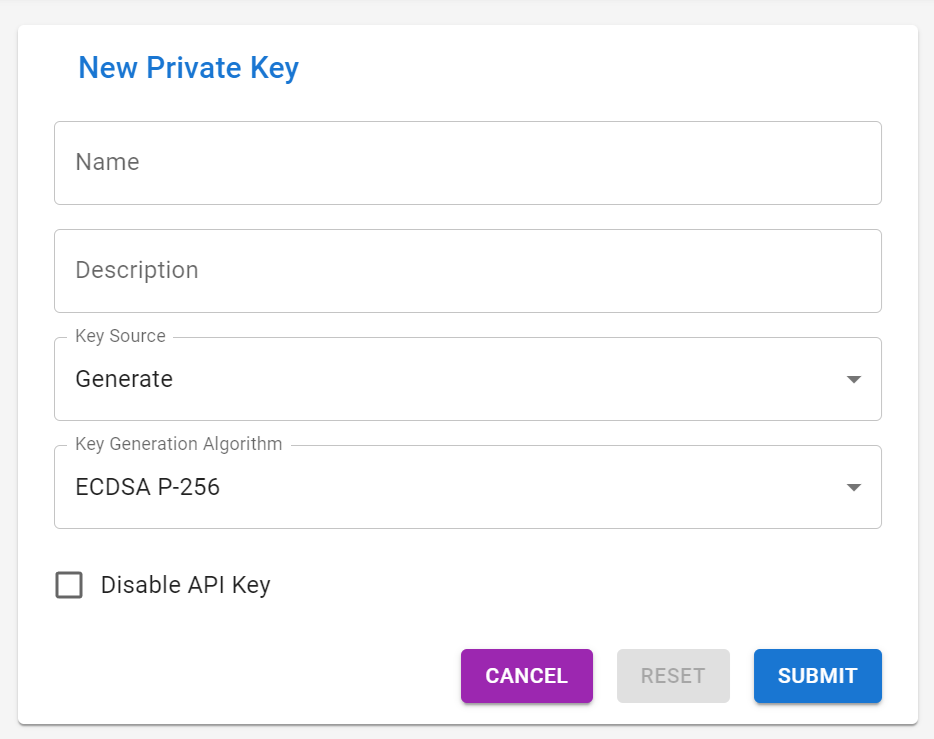 New Private Key
Name
Description
Key Source
Generate
Key Generation Algorithm
ECDSA P-256
Disable API Key
CANCEL RESET SUBMIT